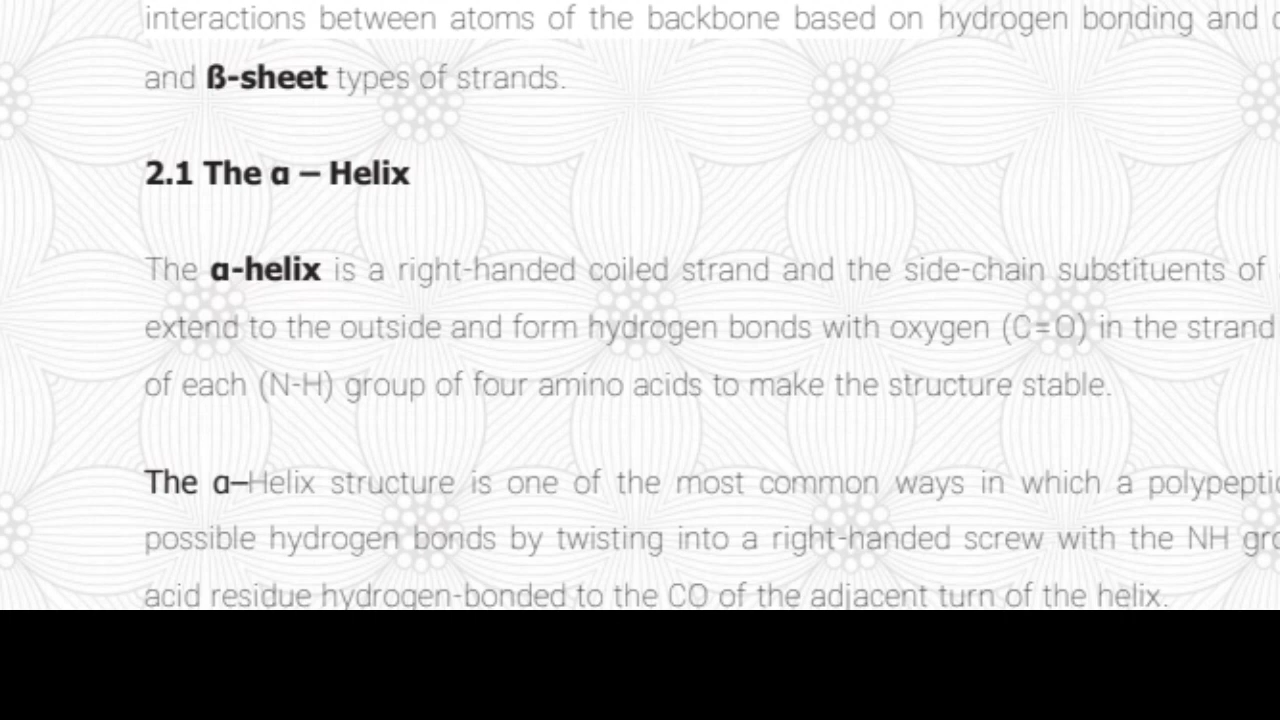 interactions between atoms of the backbone based on hydrogen bonding and
and ß-sheet types of strands.
2.1 The α – Helix
The α-helix is a right-handed coiled strand and the side-chain substituents of
extend to the outside and form hydrogen bonds with oxygen (C=O) in the strand
of each (N-H) group of four amino acids to make the structure stable.
The α–Helix structure is one of the most common ways in which a
possible hydrogen bonds by twisting into a right-handed screw with the NH
acid residue hydrogen-bonded to the CO of the adjacent turn of the helix.